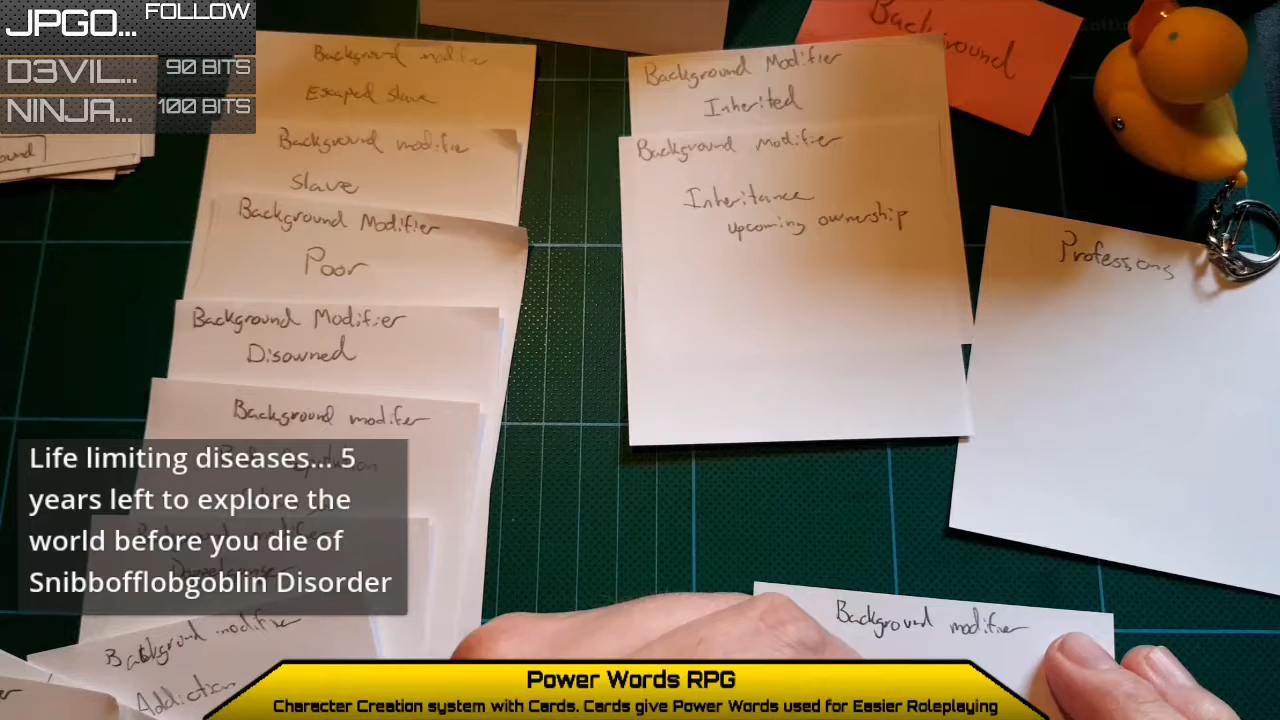 JPGO... FOLLOW
D3VIL... 90 BITS
NINJA... 100 BITS
Background modifier
Escaped slave
Background modifier
Slave
Background Modifier
Poor
Background Modifier
Disowned
Background modifer
Background modifier
Addiction
Background Modifier
Inherited
Background Modifier
Inheritance
upcoming ownership
Background
Professions
Background modifier
Life limiting diseases... 5
years left to explore the
world before you die of
Snibbofflobgoblin Disorder
Power Words RPG
Character Creation system with Cards. Cards give Power Words used for Easier Roleplaying